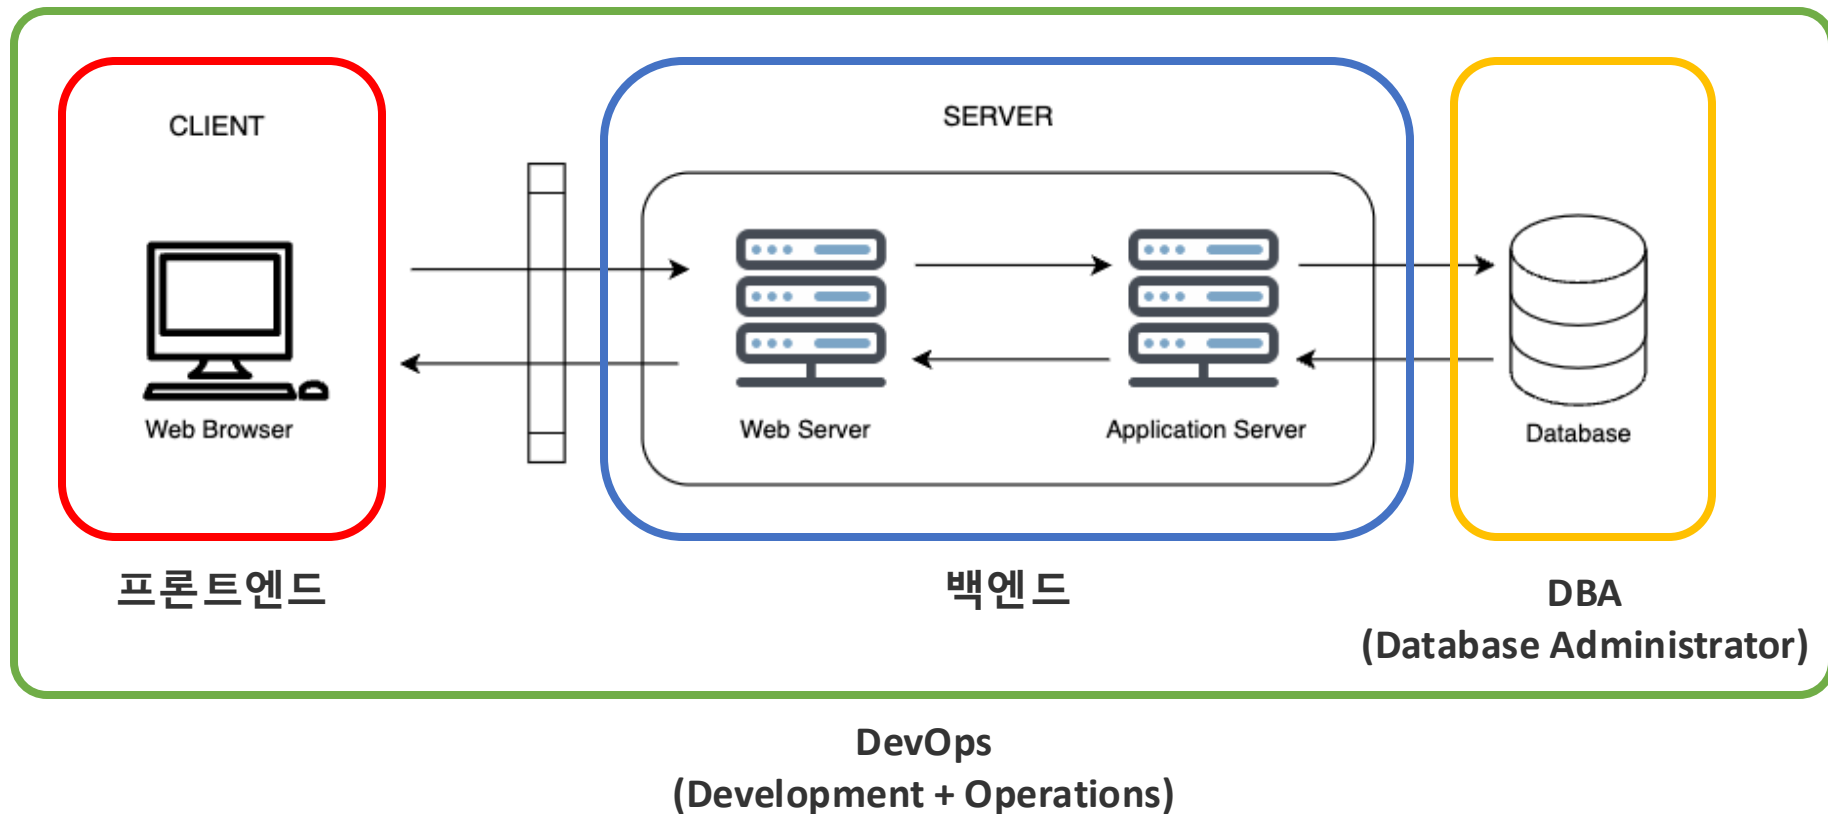 CLIENT
SERVER
Web Browser
Web Server
Application Server
Database
프론트엔드
백엔드
DBA
(Database Administrator)
DevOps
(Development + Operations)